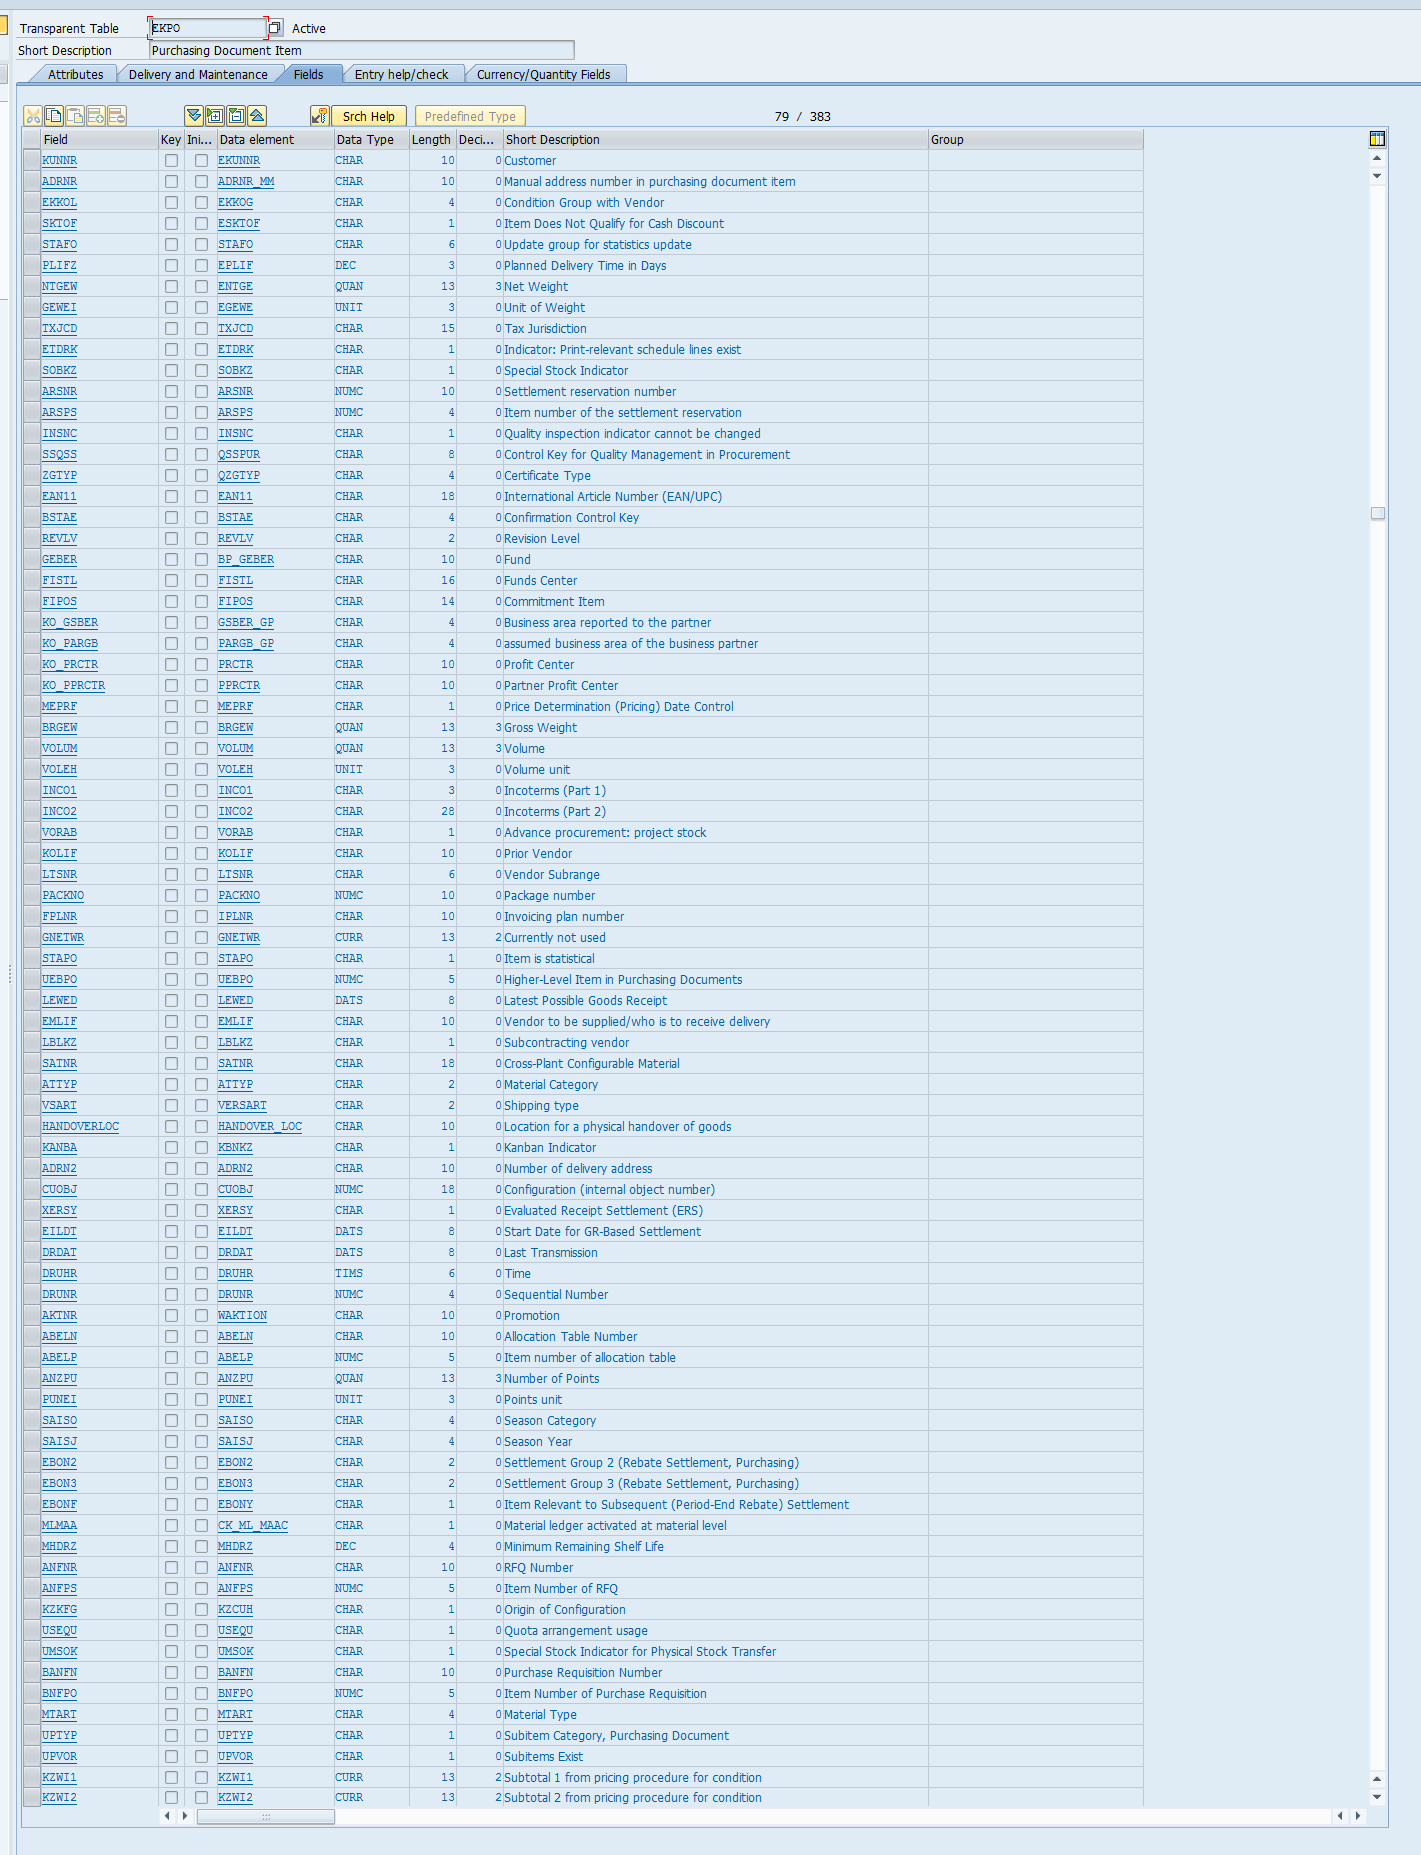 Transparent Table EKPO Active
Short Description Purchasing Document Item
Attributes Delivery and Maintenance Fields Entry help/check Currency/Quantity Fields
Srch Help Predefined Type 79 / 383
Field Key Ini... Data element Data Type Length Deci... Short Description Group
KUNNR EKUNNR CHAR 10 0 Customer
ADRNR ADRNR_MM CHAR 10 0 Manual address number in purchasing document item
EKKOL EKKOG CHAR 4 0 Condition Group with Vendor
SKTOF ESKTOF CHAR 1 0 Item Does Not Qualify for Cash Discount
STAFO STAFO CHAR 6 0 Update group for statistics update
PLIFZ EPLIF DEC 3 0 Planned Delivery Time in Days
NTGEW ENTGE QUAN 13 3 Net Weight
GEWEI EGEWE UNIT 3 0 Unit of Weight
TXJCD TXJCD CHAR 15 0 Tax Jurisdiction
ETDRK ETDRK CHAR 1 0 Indicator: Print-relevant schedule lines exist
SOBKZ SOBKZ CHAR 1 0 Special Stock Indicator
ARSNR ARSNR NUMC 10 0 Settlement reservation number
ARSPS ARSPS NUMC 4 0 Item number of the settlement reservation
INSNC INSNC CHAR 1 0 Quality inspection indicator cannot be changed
SSQSS QSSPUR CHAR 8 0 Control Key for Quality Management in Procurement
ZGTYP QZGTYP CHAR 4 0 Certificate Type
EAN11 EAN11 CHAR 18 0 International Article Number (EAN/UPC)
BSTAE BSTAE CHAR 4 0 Confirmation Control Key
REVLV REVLV CHAR 2 0 Revision Level
GEBER BP_GEBER CHAR 10 0 Fund
FISTL FISTL CHAR 16 0 Funds Center
FIPOS FIPOS CHAR 14 0 Commitment Item
KO_GSBER GSBER_GP CHAR 4 0 Business area reported to the partner
KO_PARGB PARGB_GP CHAR 4 0 assumed business area of the business partner
KO_PRCTR PRCTR CHAR 10 0 Profit Center
KO_PPRCTR PPRCTR CHAR 10 0 Partner Profit Center
MEPRF MEPRF CHAR 1 0 Price Determination (Pricing) Date Control
BRGEW BRGEW QUAN 13 3 Gross Weight
VOLUM VOLUM QUAN 13 3 Volume
VOLEH VOLEH UNIT 3 0 Volume unit
INCO1 INCO1 CHAR 3 0 Incoterms (Part 1)
INCO2 INCO2 CHAR 28 0 Incoterms (Part 2)
VORAB VORAB CHAR 1 0 Advance procurement: project stock
KOLIF KOLIF CHAR 10 0 Prior Vendor
LTSNR LTSNR CHAR 6 0 Vendor Subrange
PACKNO PACKNO NUMC 10 0 Package number
FPLNR IPLNR CHAR 10 0 Invoicing plan number
GNETWR GNETWR CURR 13 2 Currently not used
STAPO STAPO CHAR 1 0 Item is statistical
UEBPO UEBPO NUMC 5 0 Higher-Level Item in Purchasing Documents
LEWED LEWED DATS 8 0 Latest Possible Goods Receipt
EMLIF EMLIF CHAR 10 0 Vendor to be supplied/who is to receive delivery
LBLKZ LBLKZ CHAR 1 0 Subcontracting vendor
SATNR SATNR CHAR 18 0 Cross-Plant Configurable Material
ATTYP ATTYP CHAR 2 0 Material Category
VSART VERSART CHAR 2 0 Shipping type
HANDOVERLOC HANDOVER_LOC CHAR 10 0 Location for a physical handover of goods
KANBA KBNKZ CHAR 1 0 Kanban Indicator
ADRN2 ADRN2 CHAR 10 0 Number of delivery address
CUOBJ CUOBJ NUMC 18 0 Configuration (internal object number)
XERSY XERSY CHAR 1 0 Evaluated Receipt Settlement (ERS)
EILDT EILDT DATS 8 0 Start Date for GR-Based Settlement
DRDAT DRDAT DATS 8 0 Last Transmission
DRUHR DRUHR TIMS 6 0 Time
DRUNR DRUNR NUMC 4 0 Sequential Number
AKTNR WAKTION CHAR 10 0 Promotion
ABELN ABELN CHAR 10 0 Allocation Table Number
ABELP ABELP NUMC 5 0 Item number of allocation table
ANZPU ANZPU QUAN 13 3 Number of Points
PUNEI PUNEI UNIT 3 0 Points unit
SAISO SAISO CHAR 4 0 Season Category
SAISJ SAISJ CHAR 4 0 Season Year
EBON2 EBON2 CHAR 2 0 Settlement Group 2 (Rebate Settlement, Purchasing)
EBON3 EBON3 CHAR 2 0 Settlement Group 3 (Rebate Settlement, Purchasing)
EBONF EBONY CHAR 1 0 Item Relevant to Subsequent (Period-End Rebate) Settlement
MLMAA CK_ML_MAAC CHAR 1 0 Material ledger activated at material level
MHDRZ MHDRZ DEC 4 0 Minimum Remaining Shelf Life
ANFNR ANFNR CHAR 10 0 RFQ Number
ANFPS ANFPS NUMC 5 0 Item Number of RFQ
KZKFG KZCUH CHAR 1 0 Origin of Configuration
USEQU USEQU CHAR 1 0 Quota arrangement usage
UMSOK UMSOK CHAR 1 0 Special Stock Indicator for Physical Stock Transfer
BANFN BANFN CHAR 10 0 Purchase Requisition Number
BNFPO BNFPO NUMC 5 0 Item Number of Purchase Requisition
MTART MTART CHAR 4 0 Material Type
UPTYP UPTYP CHAR 1 0 Subitem Category, Purchasing Document
UPVOR UPVOR CHAR 1 0 Subitems Exist
KZWI1 KZWI1 CURR 13 2 Subtotal 1 from pricing procedure for condition
KZWI2 KZWI2 CURR 13 2 Subtotal 2 from pricing procedure for condition